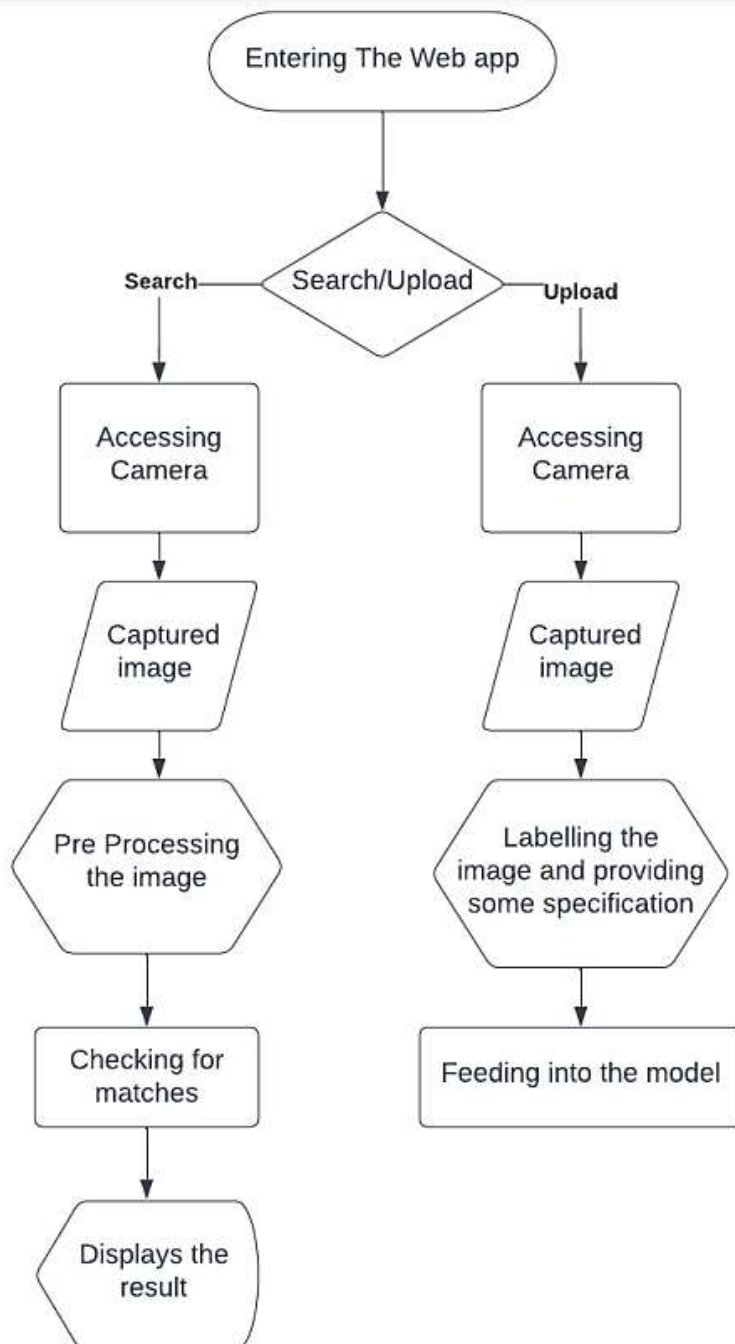 Entering The Web app
Search/Upload
Search
Upload
Accessing
Camera
Accessing
Camera
Captured
image
Captured
image
Pre Processing
the image
Labelling the
image and providing
some specification
Checking for
matches
Feeding into the model
Displays the
result